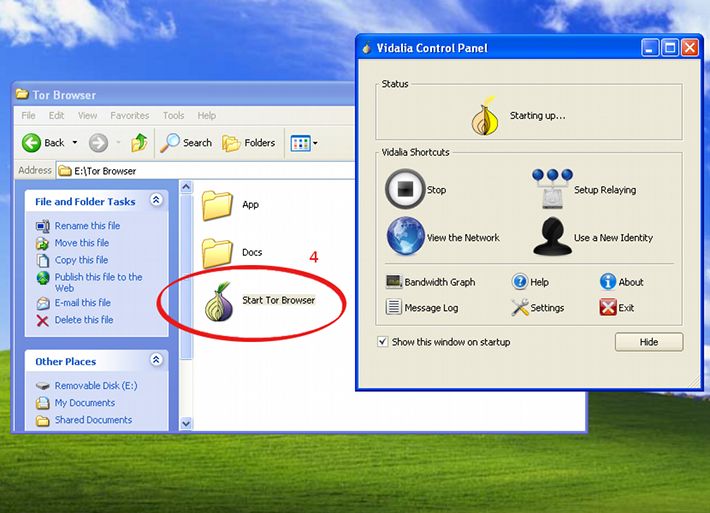 Tor Browser
File Edit View Favorites Tools Help
Back Search Folders
Address E:\Tor Browser
File and Folder Tasks
Rename this file
Move this file
Copy this file
Publish this file to the
Web
E-mail this file
Delete this file
Other Places
Removable Disk (E:)
My Documents
Shared Documents
App
Docs
4
Start Tor Browser
Vidalia Control Panel
Status
Starting up...
Vidalia Shortcuts
Stop Setup Relaying
View the Network Use a New Identity
Bandwidth Graph Help About
Message Log Settings Exit
Show this window on startup Hide